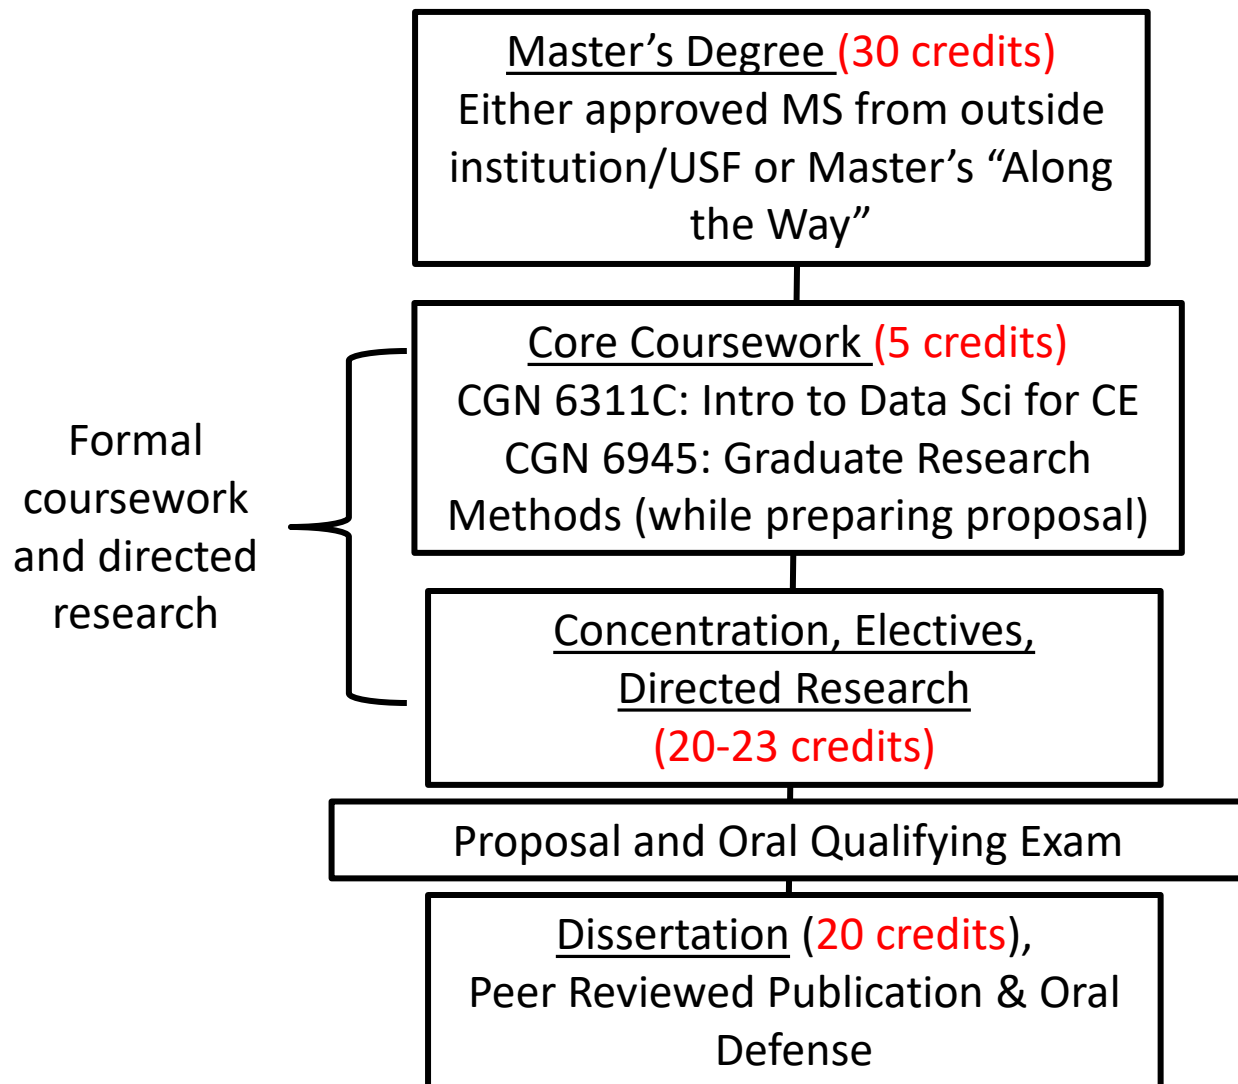 Master’s Degree (30 credits)
Either approved MS from outside
institution/USF or Master’s “Along
the Way”
Core Coursework (5 credits)
CGN 6311C: Intro to Data Sci for CE
CGN 6945: Graduate Research
Methods (while preparing proposal)
Formal
coursework
and directed
research
Concentration, Electives,
Directed Research
(20-23 credits)
Proposal and Oral Qualifying Exam
Dissertation (20 credits),
Peer Reviewed Publication & Oral
Defense